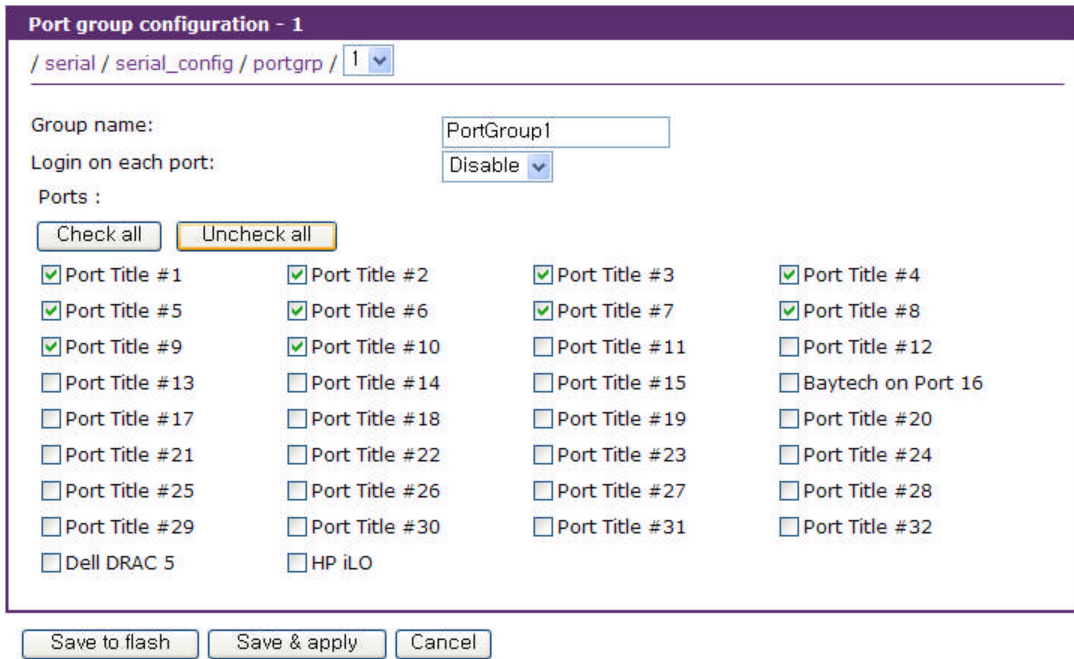 Port group configuration - 1
/ serial / serial_config / portgrp / 1
Group name: PortGroup1
Login on each port: Disable
Ports :
Check all Uncheck all
Port Title #1 Port Title #2 Port Title #3 Port Title #4
Port Title #5 Port Title #6 Port Title #7 Port Title #8
Port Title #9 Port Title #10 Port Title #11 Port Title #12
Port Title #13 Port Title #14 Port Title #15 Baytech on Port 16
Port Title #17 Port Title #18 Port Title #19 Port Title #20
Port Title #21 Port Title #22 Port Title #23 Port Title #24
Port Title #25 Port Title #26 Port Title #27 Port Title #28
Port Title #29 Port Title #30 Port Title #31 Port Title #32
Dell DRAC 5 HP iLO
Save to flash Save & apply Cancel